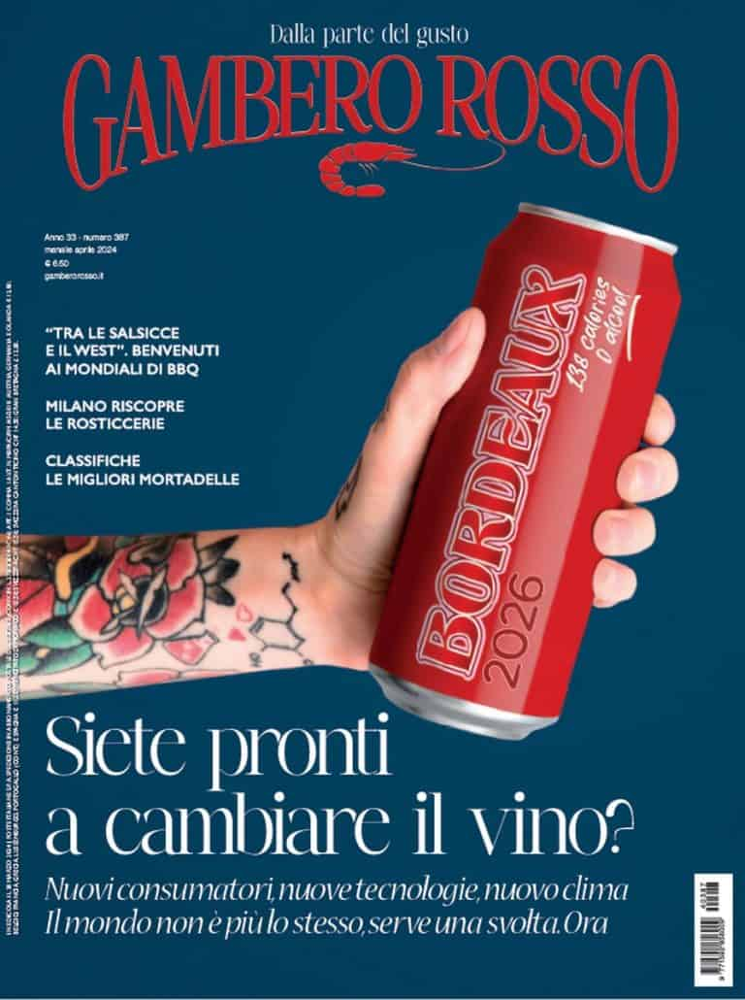 Dalla parte del gusto
GAMBERO ROSSO
Anno 33 - numero 387
mensile aprile 2024
€ 6.50
gamberorosso.it
“TRA LE SALSICCE
E IL WEST”. BENVENUTI
AI MONDIALI DI BBQ
MILANO RISCOPRE
LE ROSTICCERIE
CLASSIFICHE
LE MIGLIORI MORTADELLE
BORDEAUX
2026
138 calories
0 alcool
HO
Siete pronti
a cambiare il vino?
Nuovi consumatori, nuove tecnologie, nuovo clima
Il mondo non è più lo stesso, serve una svolta. Ora
40387